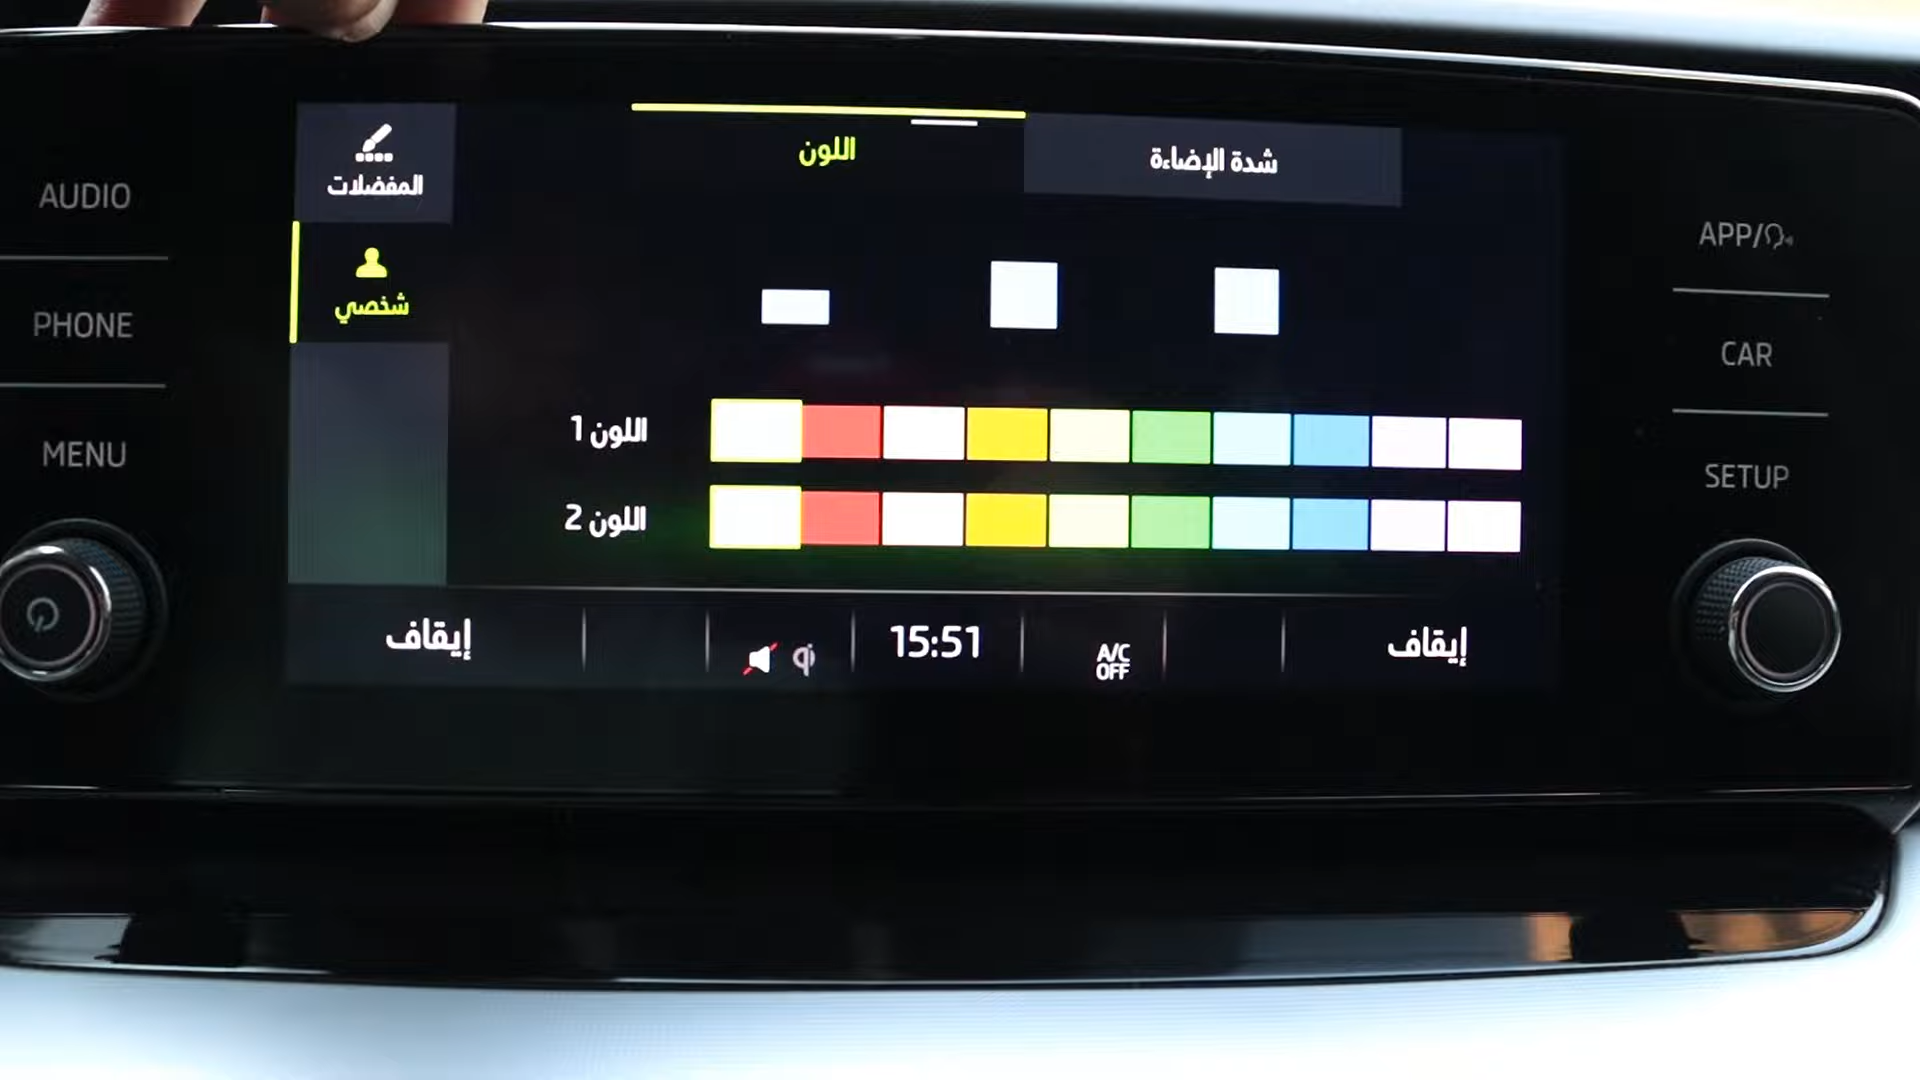 AUDIO
PHONE
MENU
المفضلات
شخصي
اللون
شدة الإضاءة
اللون 1
اللون 2
إيقاف
15:51
A/C
OFF
إيقاف
APP/
CAR
SETUP